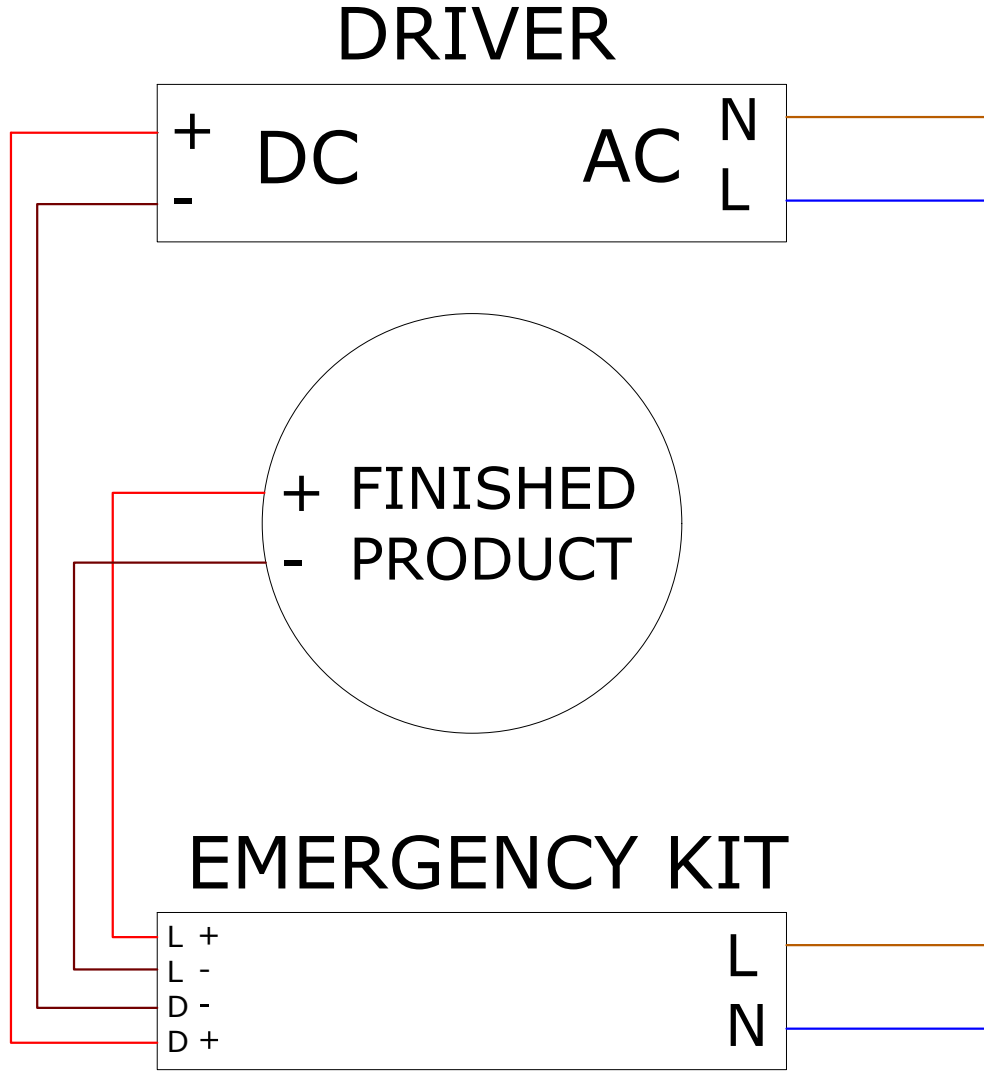 DRIVER
+ DC AC N
- L
+ FINISHED
- PRODUCT
EMERGENCY KIT
L +
L -
D -
D +
L
N